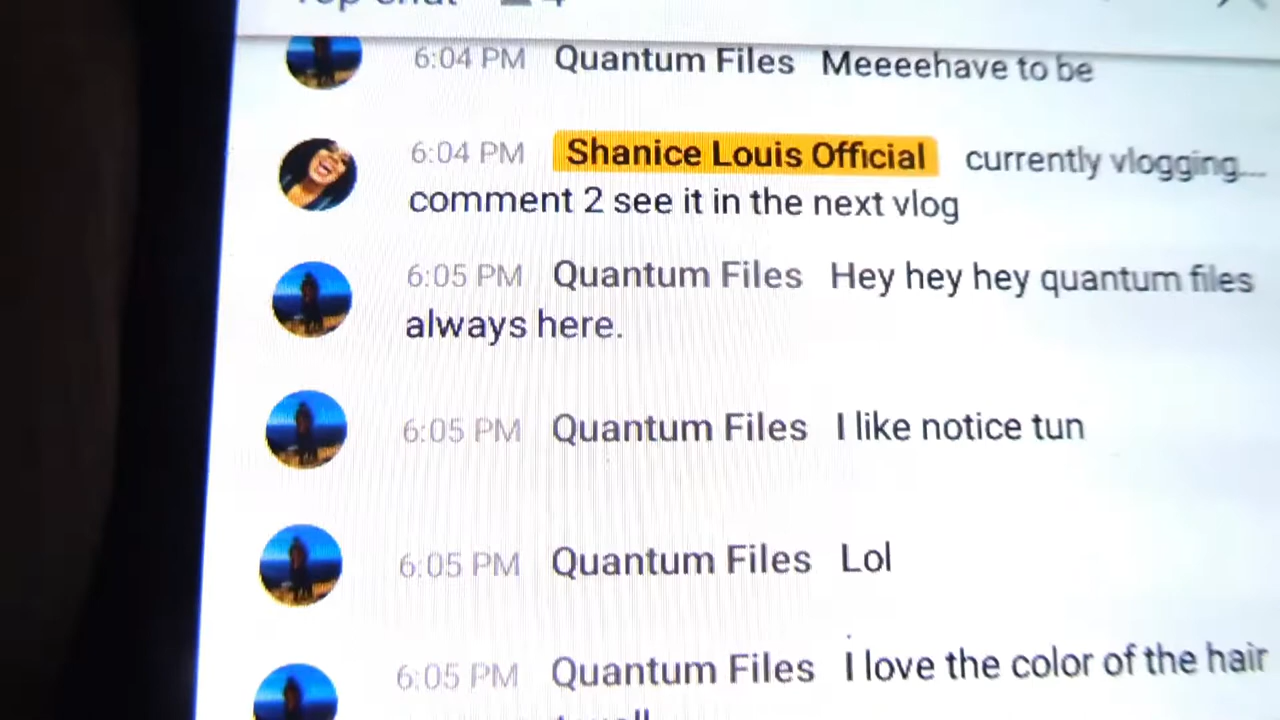 Top chat 4
6:04 PM Quantum Files Meeeehave to be
6:04 PM Shanice Louis Official currently vlogging...
comment 2 see it in the next vlog
6:05 PM Quantum Files Hey hey hey quantum files
always here.
6:05 PM Quantum Files I like notice tun
6:05 PM Quantum Files Lol
6:05 PM Quantum Files I love the color of the hair